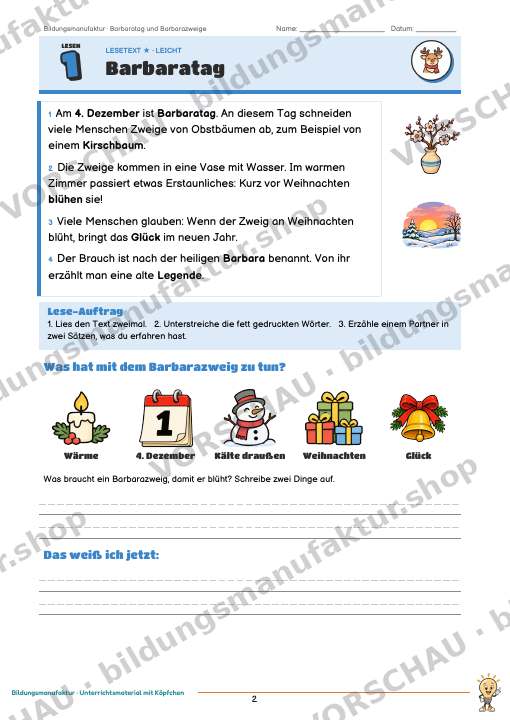 Bildungsmanufaktur · Barbaratag und Barbarazweige Name: ____________________ Datum: __________
LESEN
1
LESETEXT ★ · LEICHT
Barbaratag
1 Am 4. Dezember ist Barbaratag. An diesem Tag schneiden
viele Menschen Zweige von Obstbäumen ab, zum Beispiel von
einem Kirschbaum.
2 Die Zweige kommen in eine Vase mit Wasser. Im warmen
Zimmer passiert etwas Erstaunliches: Kurz vor Weihnachten
blühen sie!
3 Viele Menschen glauben: Wenn der Zweig an Weihnachten
blüht, bringt das Glück im neuen Jahr.
4 Der Brauch ist nach der heiligen Barbara benannt. Von ihr
erzählt man eine alte Legende.
Lese-Auftrag
1. Lies den Text zweimal. 2. Unterstreiche die fett gedruckten Wörter. 3. Erzähle einem Partner in
zwei Sätzen, was du erfahren hast.
Was hat mit dem Barbarazweig zu tun?
1
Wärme 4. Dezember Kälte draußen Weihnachten Glück
Was braucht ein Barbarazweig, damit er blüht? Schreibe zwei Dinge auf.
Das weiß ich jetzt:
Bildungsmanufaktur · Unterrichtsmaterial mit Köpfchen
2
VORSCHAU · bildungsmanufaktur.shop